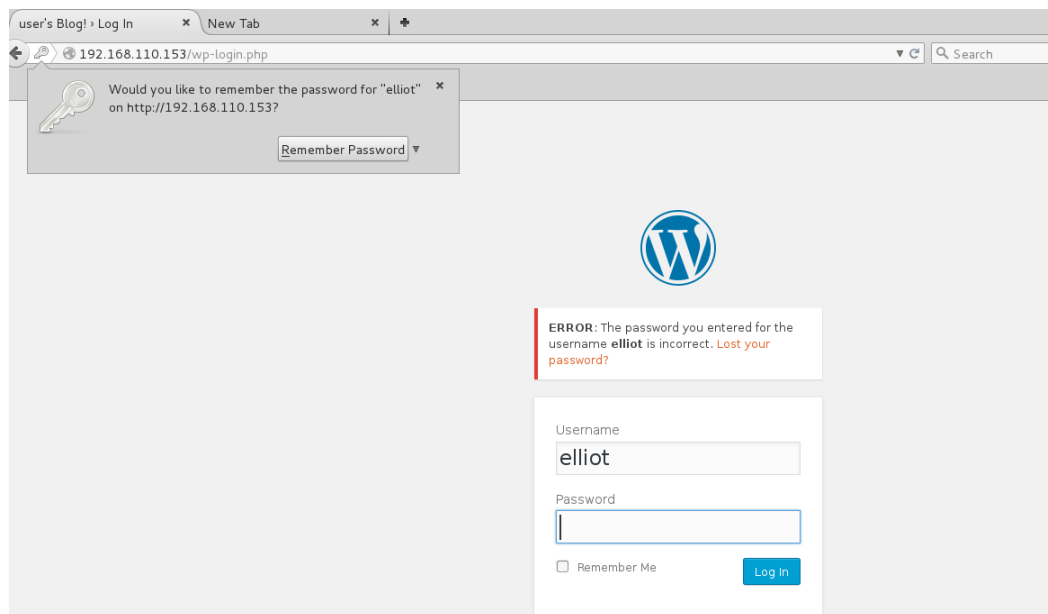 user's Blog! › Log In
New Tab
192.168.110.153/wp-login.php
Search
Would you like to remember the password for "elliot"
on http://192.168.110.153?
Remember Password
ERROR: The password you entered for the
username elliot is incorrect. Lost your
password?
Username
elliot
Password
Remember Me
Log In